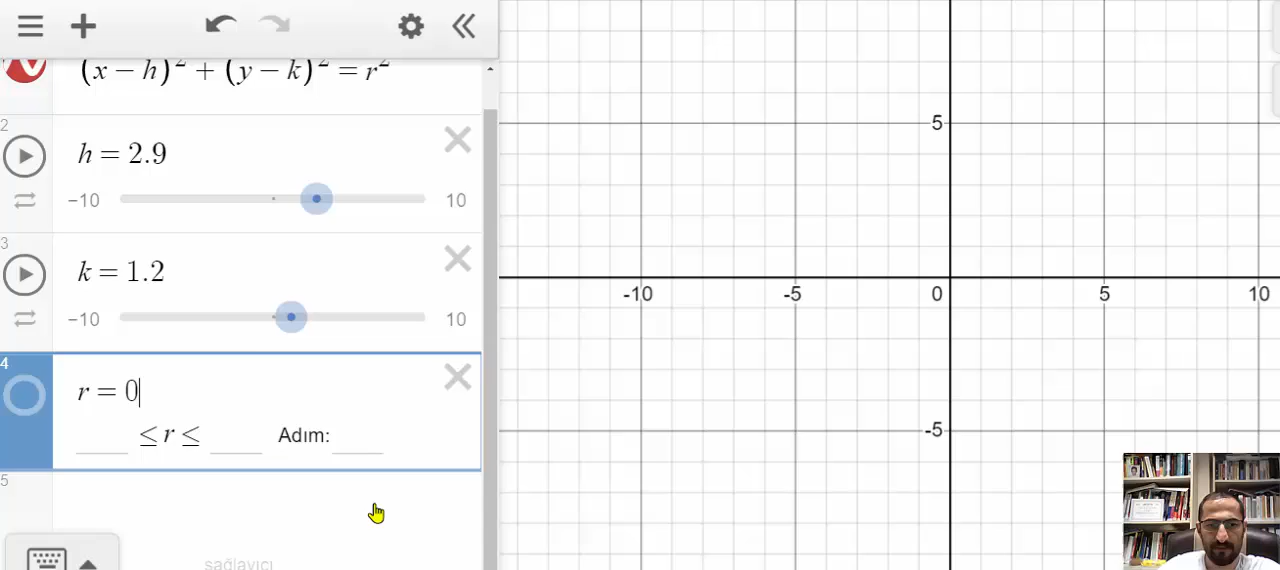 (x − h)² + (y − k)² = r²
2
h = 2.9
−10
10
3
k = 1.2
−10
10
4
r = 0
≤ r ≤ Adım:
5
sağlayıcı
5
-10 -5 0 5 10
-5